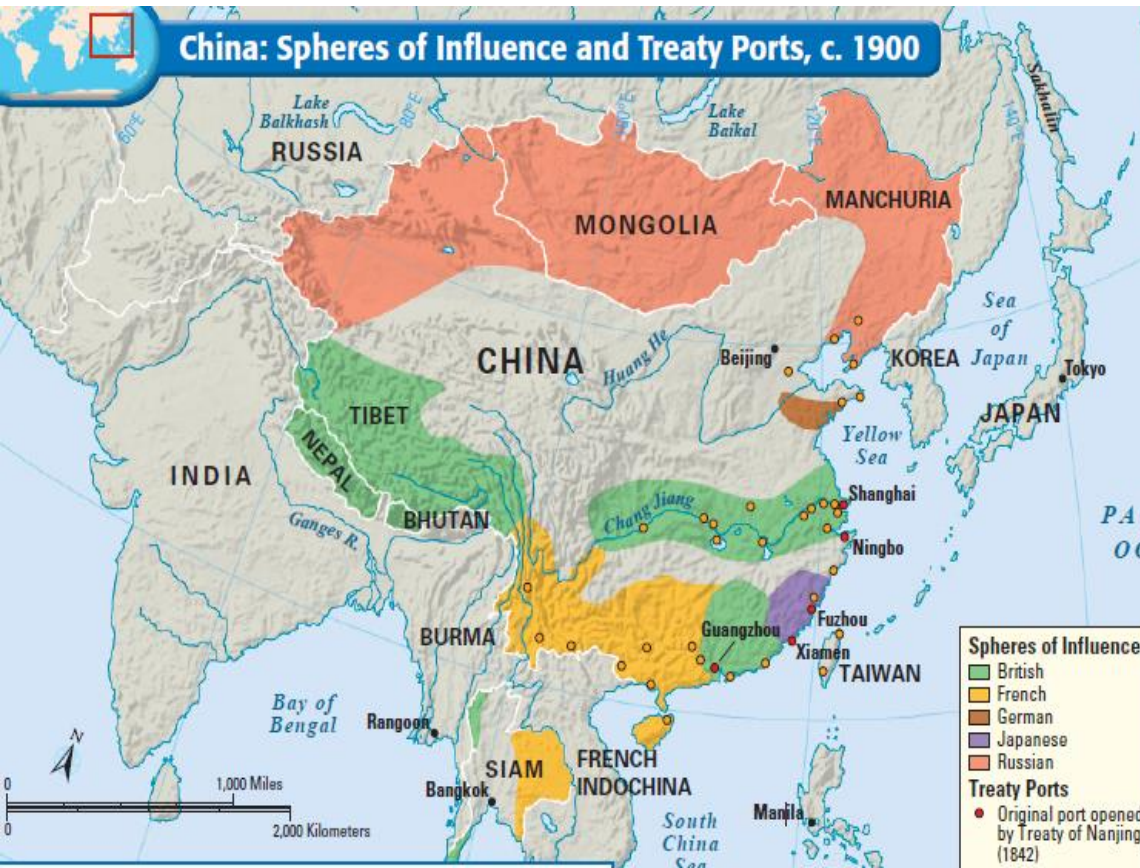 China: Spheres of Influence and Treaty Ports, c. 1900
60°E
Lake
Balkhash
80°E
100°E
Lake
Baikal
120°E
140°E
Sakhalin
RUSSIA
MONGOLIA
MANCHURIA
CHINA
Huang He
Beijing
KOREA
Sea
of
Japan
Tokyo
JAPAN
Yellow
Sea
TIBET
NEPAL
BHUTAN
INDIA
Ganges R.
Chang Jiang
Shanghai
Ningbo
PA
OC
BURMA
Guangzhou
Fuzhou
Xiamen
TAIWAN
Bay of
Bengal
Rangoon
SIAM
Bangkok
FRENCH
INDOCHINA
South
China
Sea
Manila
N
0
1,000 Miles
0
2,000 Kilometers
Spheres of Influence
British
French
German
Japanese
Russian
Treaty Ports
Original port opened
by Treaty of Nanjing
(1842)